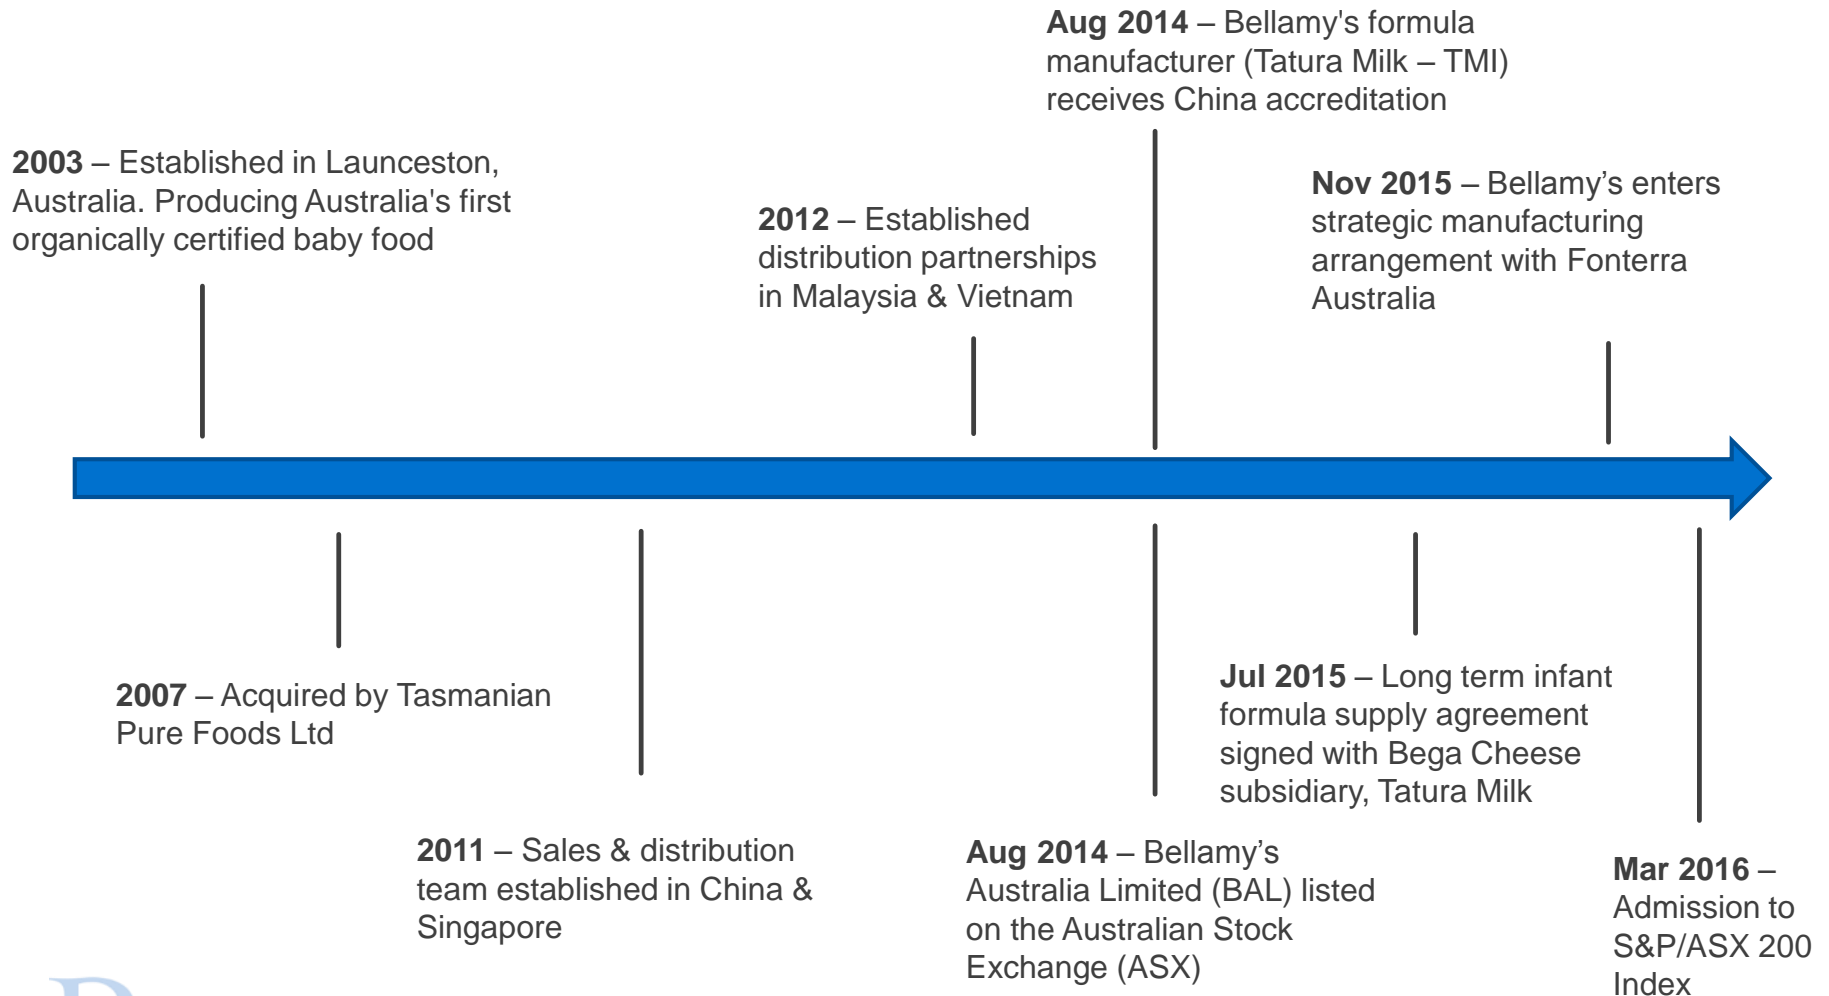 Aug 2014 – Bellamy's formula
manufacturer (Tatura Milk – TMI)
receives China accreditation
2003 – Established in Launceston,
Australia. Producing Australia's first
organically certified baby food
Nov 2015 – Bellamy’s enters
strategic manufacturing
arrangement with Fonterra
Australia
2012 – Established
distribution partnerships
in Malaysia & Vietnam
2007 – Acquired by Tasmanian
Pure Foods Ltd
Jul 2015 – Long term infant
formula supply agreement
signed with Bega Cheese
subsidiary, Tatura Milk
2011 – Sales & distribution
team established in China &
Singapore
Aug 2014 – Bellamy’s
Australia Limited (BAL) listed
on the Australian Stock
Exchange (ASX)
Mar 2016 –
Admission to
S&P/ASX 200
Index